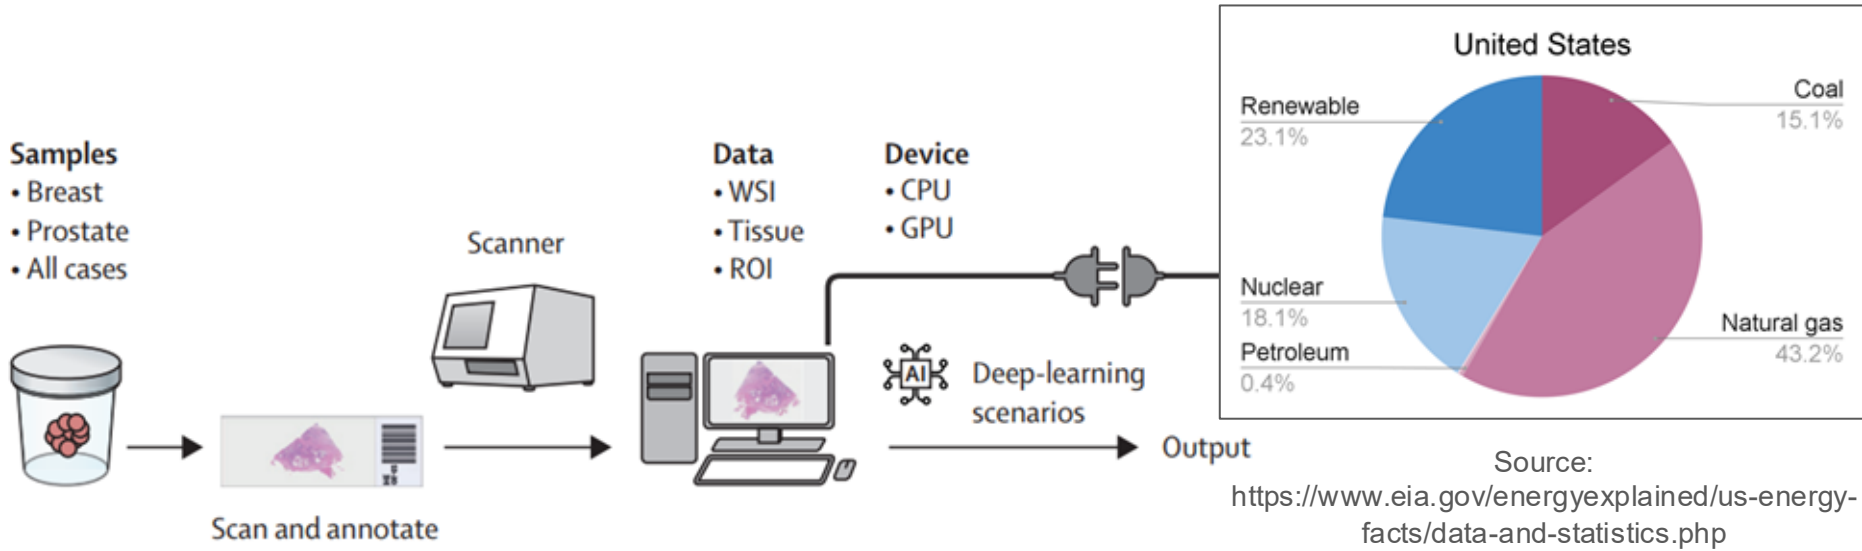 Samples
• Breast
• Prostate
• All cases
Scan and annotate
Scanner
Data
• WSI
• Tissue
• ROI
Device
• CPU
• GPU
AI
Deep-learning
scenarios
Output
United States
Renewable
23.1%
Nuclear
18.1%
Petroleum
0.4%
Coal
15.1%
Natural gas
43.2%
Source:
https://www.eia.gov/energyexplained/us-energy-
facts/data-and-statistics.php